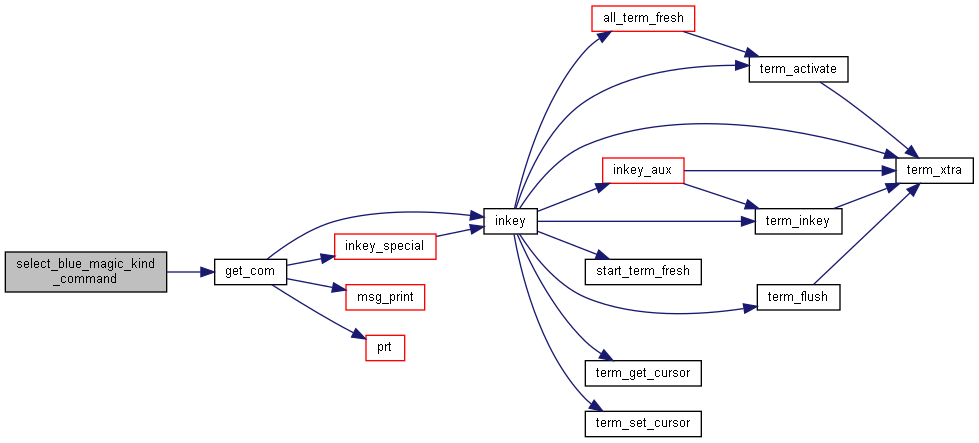 select_blue_magic_kind
_command
get_com
inkey_special
msg_print
prt
inkey
all_term_fresh
term_activate
inkey_aux
term_xtra
term_inkey
start_term_fresh
term_flush
term_get_cursor
term_set_cursor